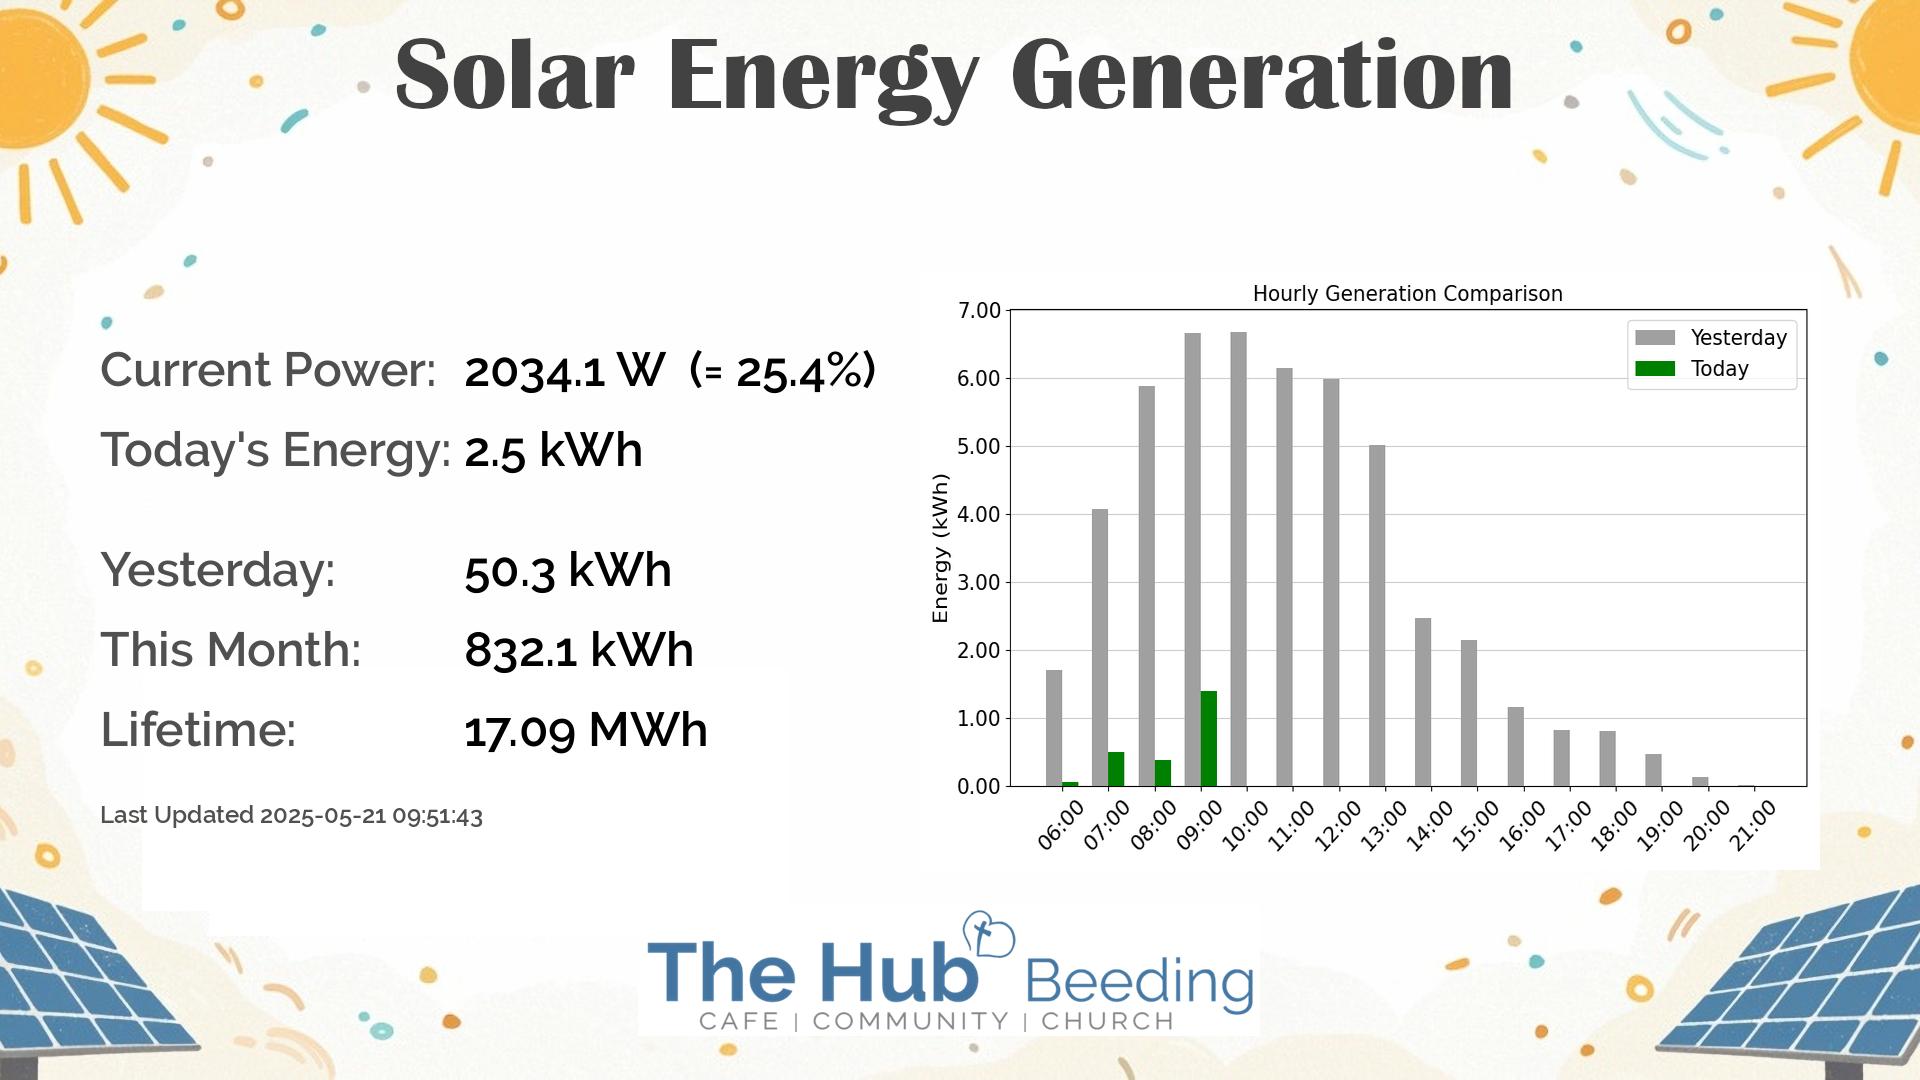 Solar Energy Generation
Current Power: 2034.1 W (= 25.4%)
Today's Energy: 2.5 kWh
Yesterday: 50.3 kWh
This Month: 832.1 kWh
Lifetime: 17.09 MWh
Last Updated 2025-05-21 09:51:43
Hourly Generation Comparison
Yesterday
Today
Energy (kWh)
7.00
6.00
5.00
4.00
3.00
2.00
1.00
0.00
06:00 07:00 08:00 09:00 10:00 11:00 12:00 13:00 14:00 15:00 16:00 17:00 18:00 19:00 20:00 21:00
The Hub Beeding
CAFE | COMMUNITY | CHURCH